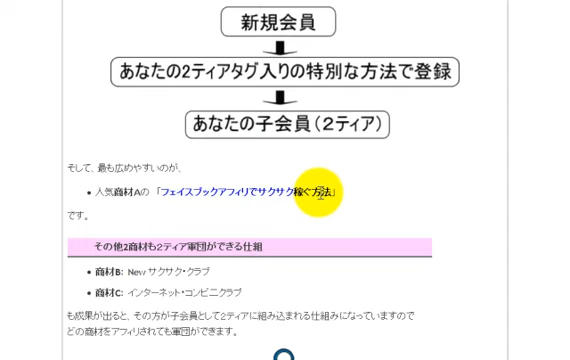 新規会員
あなたの2ティアタグ入りの特別な方法で登録
あなたの子会員(2ティア)
そして、最も広めやすいのが、
• 人気商材Aの 「フェイスブックアフィリでサクサク稼ぐ方法」
です。
その他2商材も2ティア軍団ができる仕組
• 商材B: New サクサク・クラブ
• 商材C: インターネット・コンビニクラブ
も成果が出ると、その方が子会員として2ティアに組み込まれる仕組みになっていますので
どの商材をアフィリされても軍団ができます。